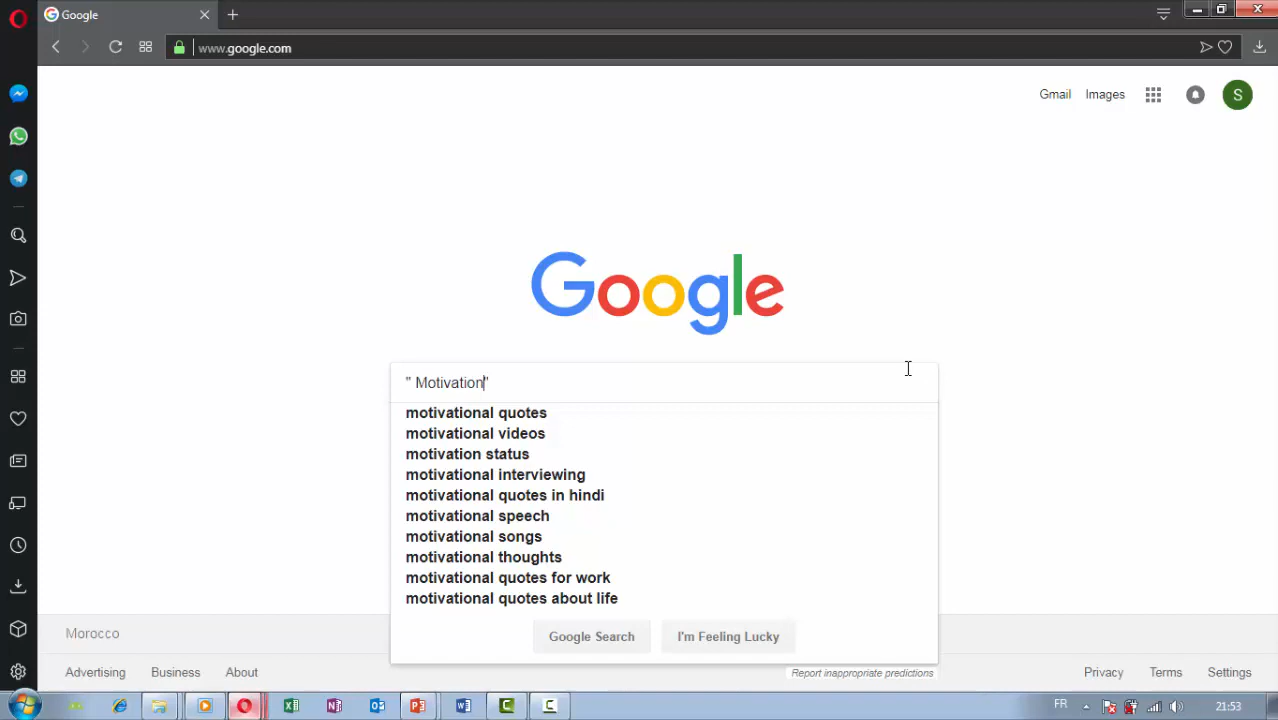 Google
www.google.com
Gmail Images
S
Google
" Motivation"
motivational quotes
motivational videos
motivation status
motivational interviewing
motivational quotes in hindi
motivational speech
motivational songs
motivational thoughts
motivational quotes for work
motivational quotes about life
Google Search I'm Feeling Lucky
Morocco
Advertising Business About
Report inappropriate predictions
Privacy Terms Settings
FR 21:53